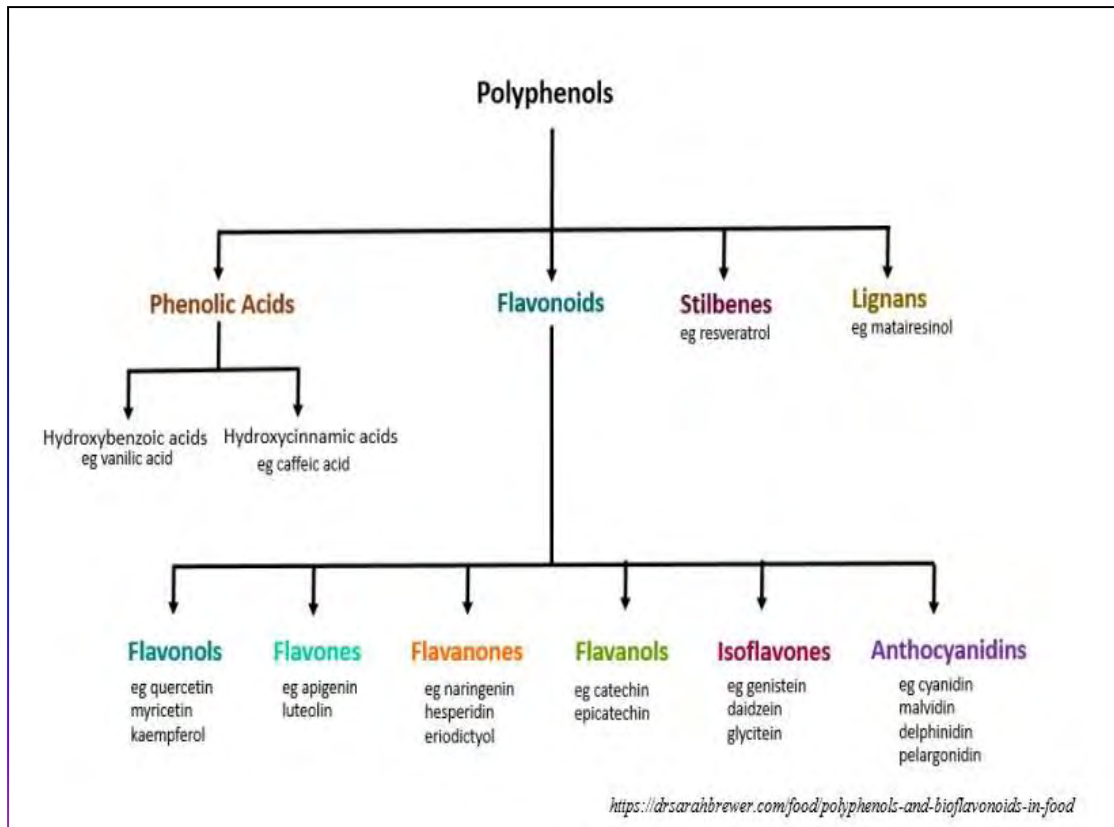 Polyphenols
Phenolic Acids
Flavonoids
Stilbenes
eg resveratrol
Lignans
eg matairesinol
Hydroxybenzoic acids
eg vanilic acid
Hydroxycinnamic acids
eg caffeic acid
Flavonols
eg quercetin
myricetin
kaempferol
Flavones
eg apigenin
luteolin
Flavanones
eg naringenin
hesperidin
eriodictyol
Flavanols
eg catechin
epicatechin
Isoflavones
eg genistein
daidzein
glycitein
Anthocyanidins
eg cyanidin
malvidin
delphinidin
pelargonidin
https://drsarahbrewer.com/food/polyphenols-and-bioflavonoids-in-food